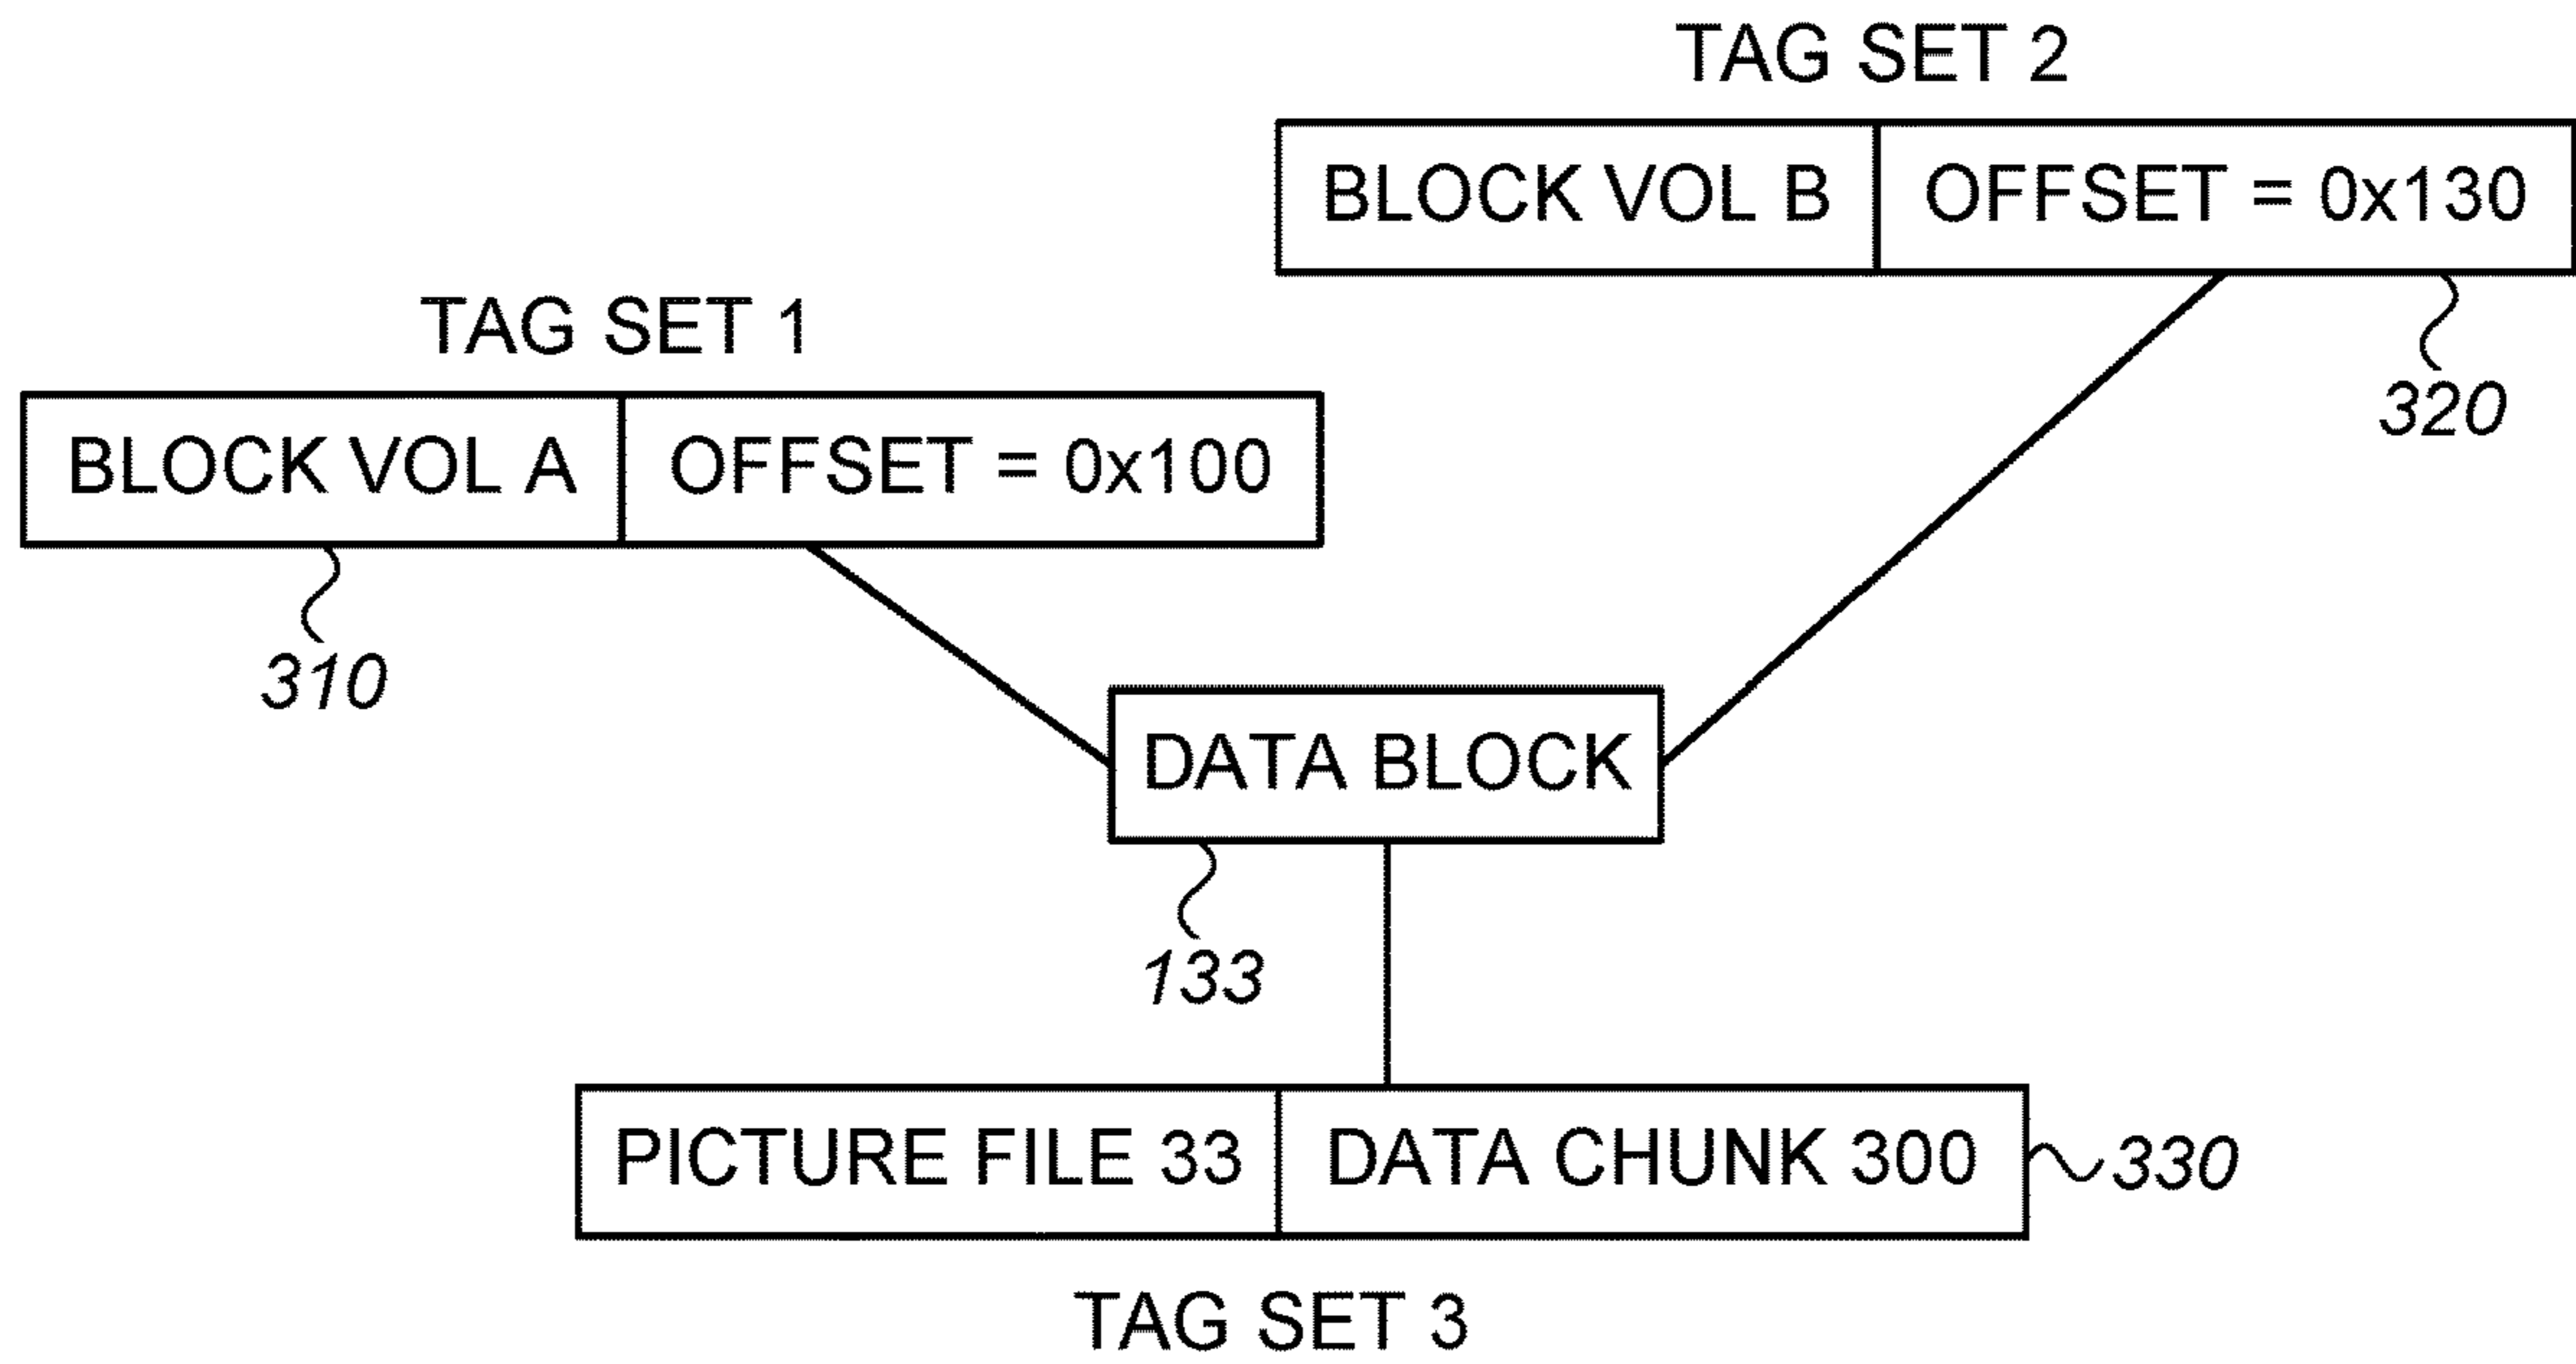 TAG SET 2
BLOCK VOL B OFFSET = 0x130
320
TAG SET 1
BLOCK VOL A OFFSET = 0x100
310
DATA BLOCK
133
PICTURE FILE 33 DATA CHUNK 300
330
TAG SET 3